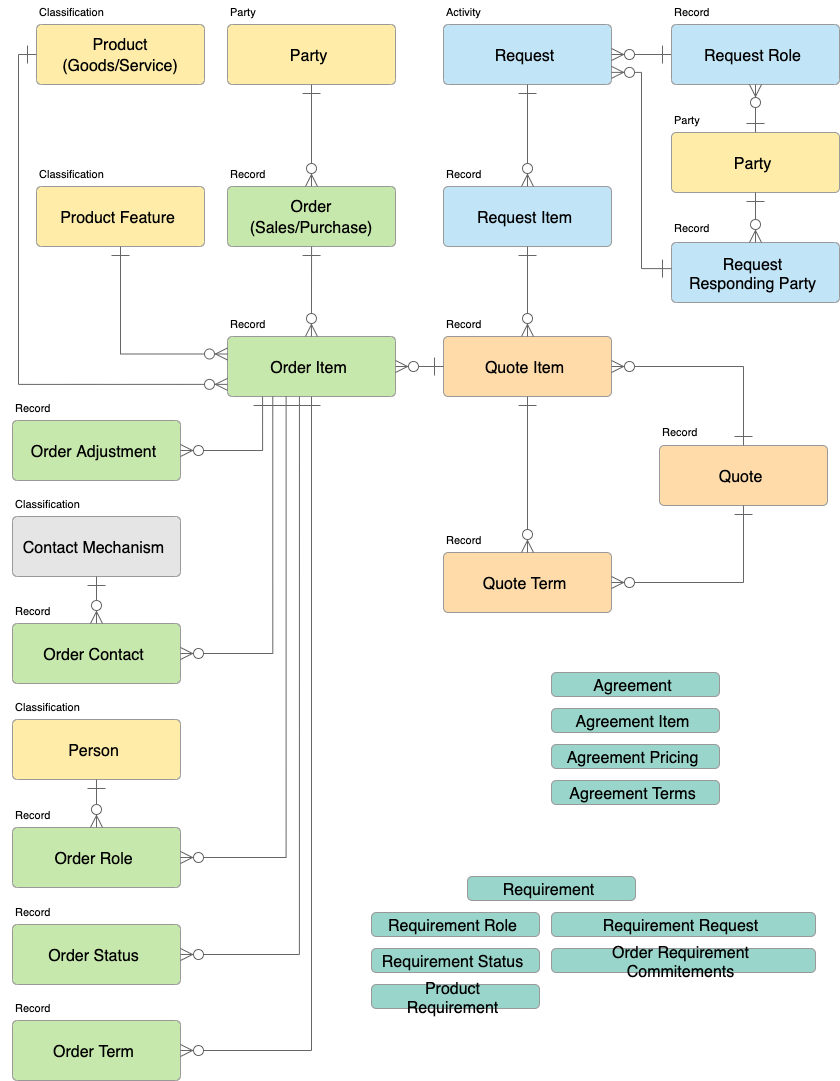 Classification
Party
Activity
Record
Product
(Goods/Service)
Party
Request
Request Role
Party
Party
Classification
Record
Record
Product Feature
Order
(Sales/Purchase)
Request Item
Record
Request
Responding Party
Record
Record
Order Item
Quote Item
Record
Order Adjustment
Record
Quote
Classification
Contact Mechanism
Record
Quote Term
Record
Order Contact
Agreement
Agreement Item
Agreement Pricing
Agreement Terms
Classification
Person
Record
Order Role
Requirement
Requirement Role
Requirement Request
Requirement Status
Order Requirement
Commitements
Product
Requirement
Record
Order Status
Record
Order Term